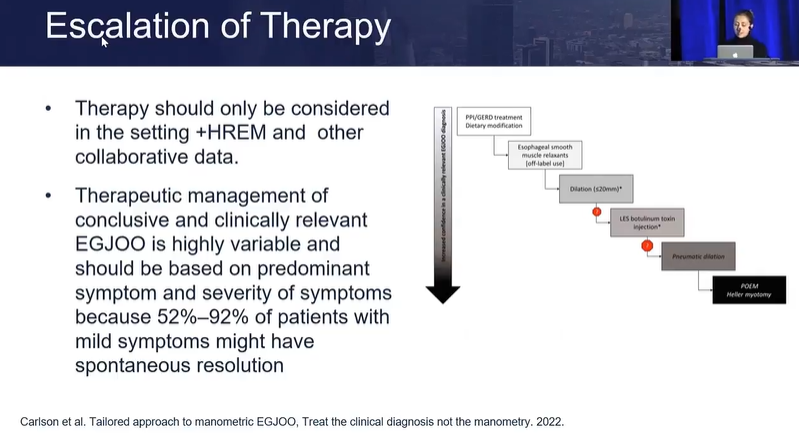 Escalation of Therapy
• Therapy should only be considered
in the setting +HREM and other
collaborative data.
• Therapeutic management of
conclusive and clinically relevant
EGJOO is highly variable and
should be based on predominant
symptom and severity of symptoms
because 52%–92% of patients with
mild symptoms might have
spontaneous resolution
Increased confidence in a clinically relevant EGJOO diagnosis
PPI/GERD treatment
Dietary modification
Esophageal smooth
muscle relaxants
(off-label use)
Dilation (≤20mm)*
LES botulinum toxin
injection*
Pneumatic dilation
POEM
Heller myotomy
Carlson et al. Tailored approach to manometric EGJOO, Treat the clinical diagnosis not the manometry. 2022.